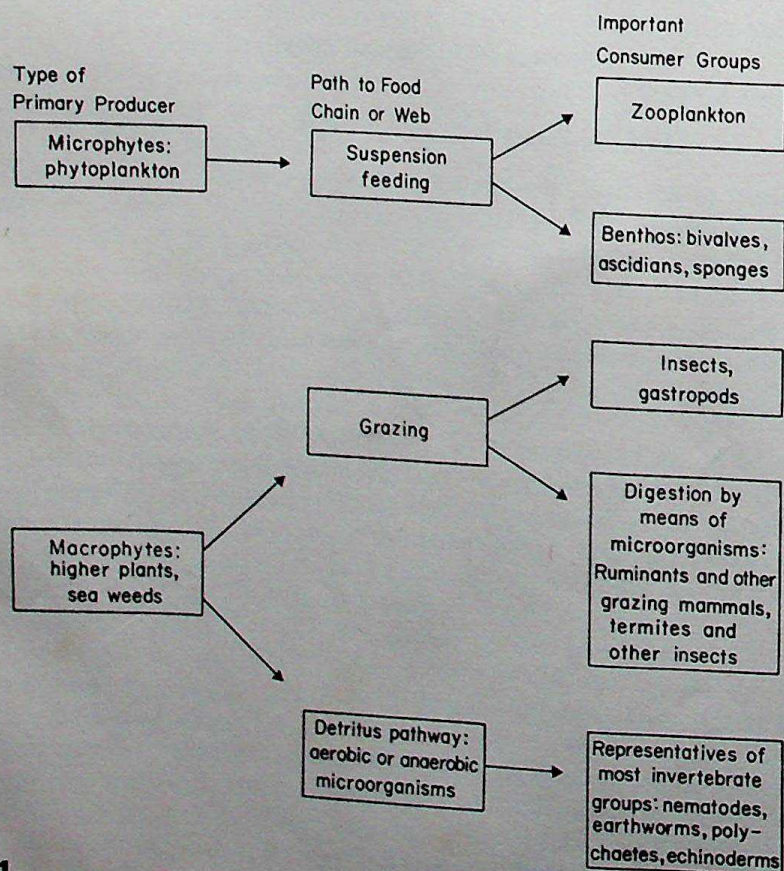 Type of
Primary Producer
Path to Food
Chain or Web
Important
Consumer Groups
Microphytes:
phytoplankton
Suspension
feeding
Zooplankton
Benthos: bivalves,
ascidians, sponges
Grazing
Insects,
gastropods
Macrophytes:
higher plants,
sea weeds
Digestion by
means of
microorganisms:
Ruminants and other
grazing mammals,
termites and
other insects
Detritus pathway:
aerobic or anaerobic
microorganisms
Representatives of
most invertebrate
groups: nematodes,
earthworms, poly-
chaetes, echinoderms
1